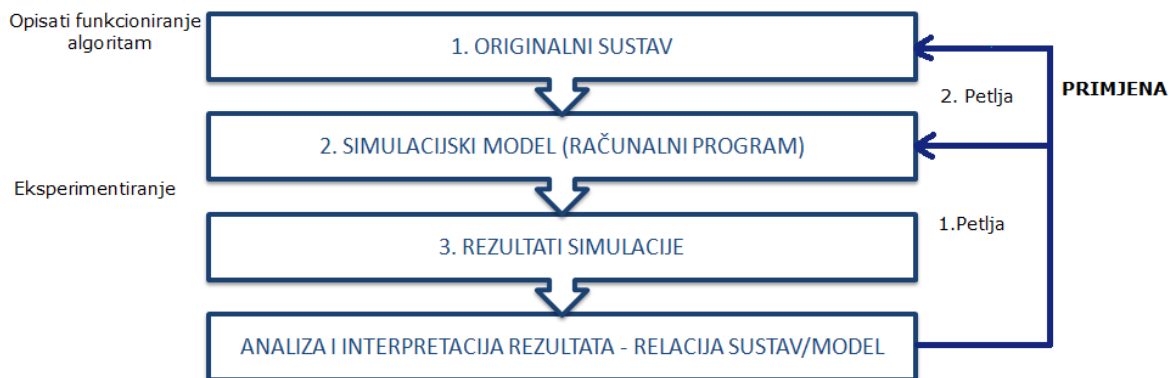 Opisati funkcioniranje
algoritam
1. ORIGINALNI SUSTAV
2. Petlja
PRIMJENA
2. SIMULACIJSKI MODEL (RAČUNALNI PROGRAM)
Eksperimentiranje
1.Petlja
3. REZULTATI SIMULACIJE
ANALIZA I INTERPRETACIJA REZULTATA - RELACIJA SUSTAV/MODEL